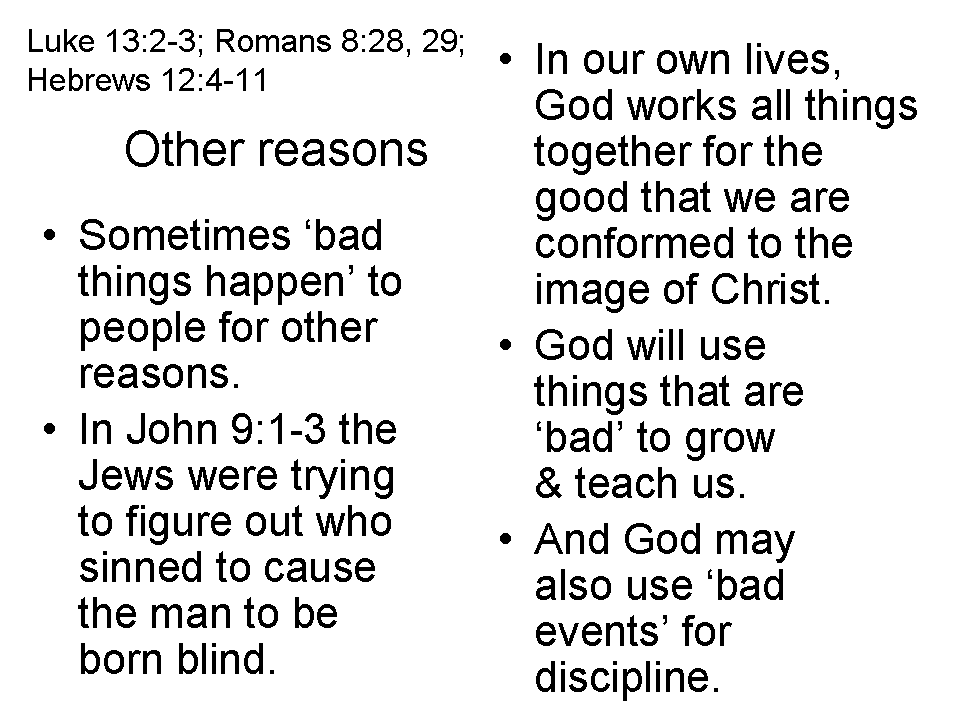 Luke 13:2-3; Romans 8:28, 29;
Hebrews 12:4-11
Other reasons
• Sometimes ‘bad
things happen’ to
people for other
reasons.
• In John 9:1-3 the
Jews were trying
to figure out who
sinned to cause
the man to be
born blind.
• In our own lives,
God works all things
together for the
good that we are
conformed to the
image of Christ.
• God will use
things that are
‘bad’ to grow
& teach us.
• And God may
also use ‘bad
events’ for
discipline.